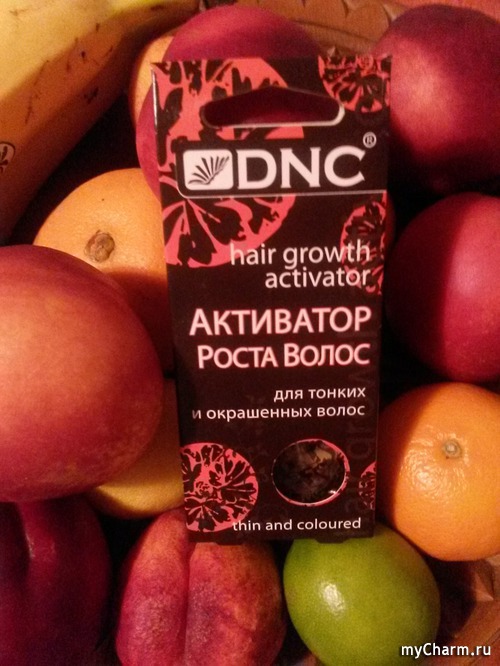 DNC®
hair growth
activator
АКТИВАТОР
РОСТА ВОЛОС
для тонких
и окрашенных волос
thin and coloured
myCharm.ru